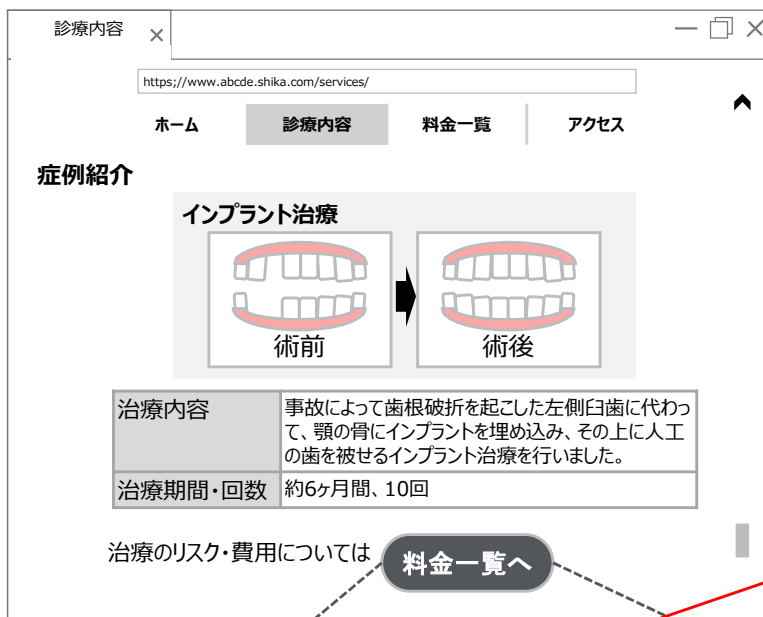 診療内容
https;//www.abcde.shika.com/services/
ホーム 診療内容 料金一覧 アクセス
症例紹介
インプラント治療
術前 術後
治療内容
事故によって歯根破折を起こした左側臼歯に代わっ
て、顎の骨にインプラントを埋め込み、その上に人工
の歯を被せるインプラント治療を行いました。
治療期間・回数 約6ヶ月間、10回
治療のリスク・費用については 料金一覧へ